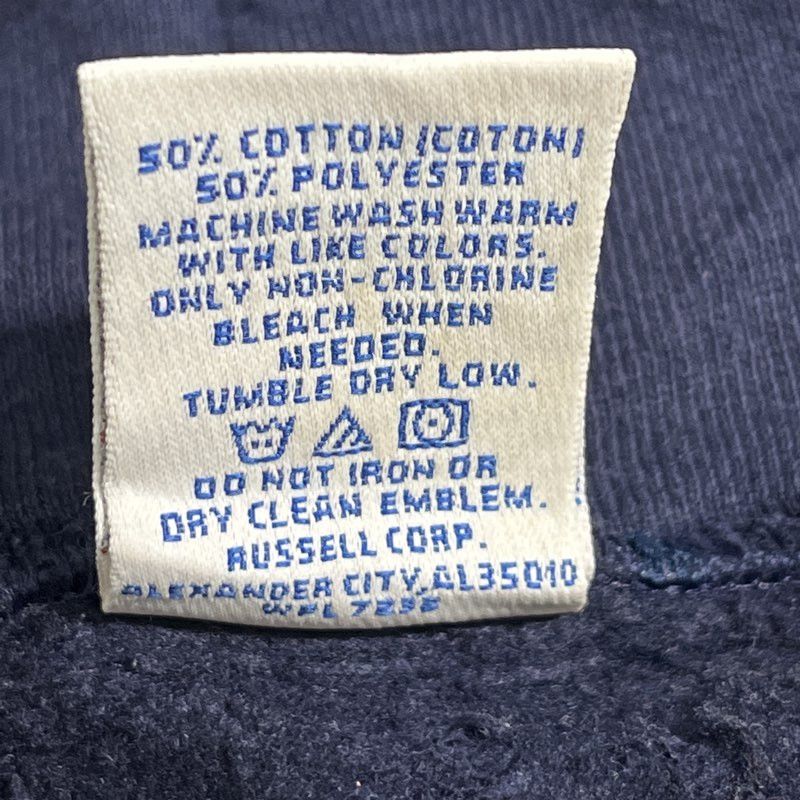 50% COTTON (COTON)
50% POLYESTER
MACHINE WASH WARM
WITH LIKE COLORS.
ONLY NON-CHLORINE
BLEACH WHEN
NEEDED.
TUMBLE DRY LOW.
DO NOT IRON OR
DRY CLEAN EMBLEM.
RUSSELL CORP.
ALEXANDER CITY, AL35010